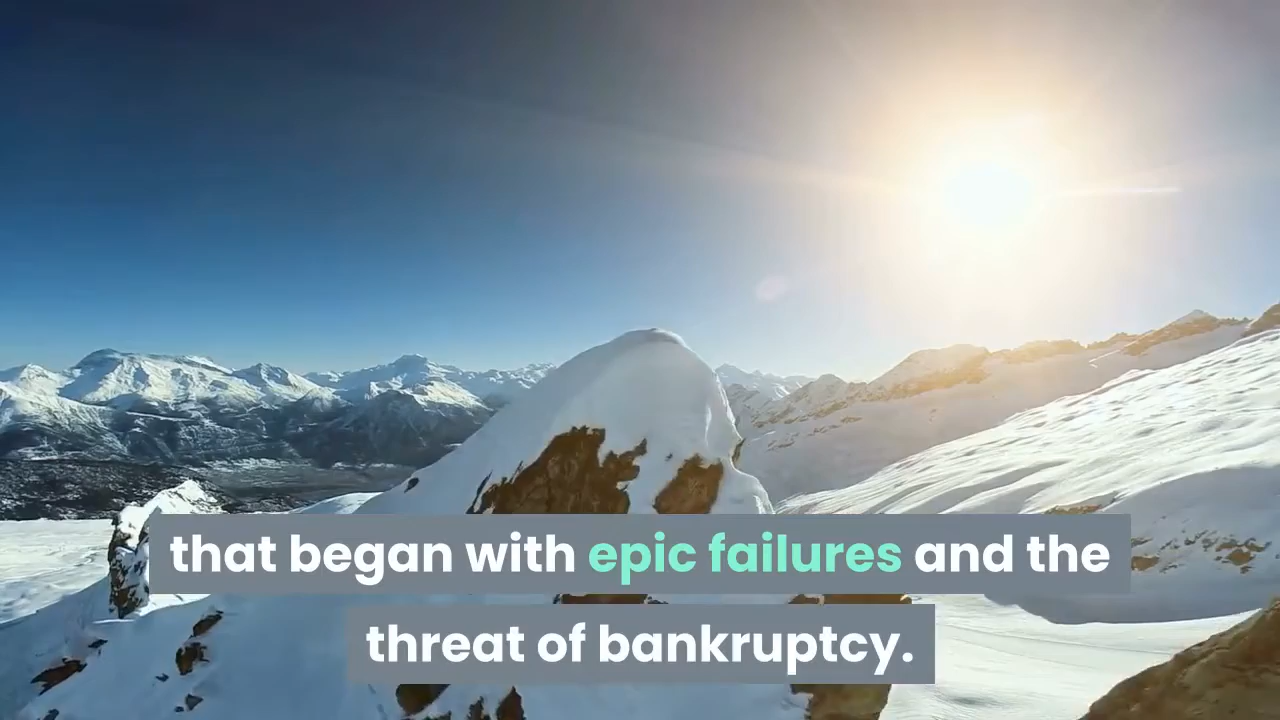 that began with epic failures and the
threat of bankruptcy.